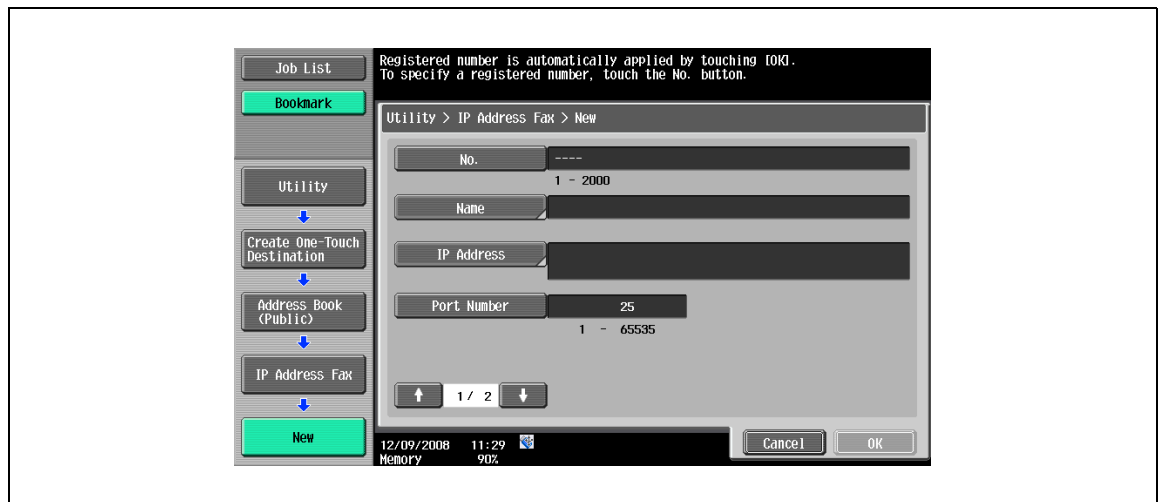 Job List
Bookmark
Utility
Create One-Touch
Destination
Address Book
(Public)
IP Address Fax
New
Registered number is automatically applied by touching [OK].
To specify a registered number, touch the No. button.
Utility > IP Address Fax > New
No. ----
1 - 2000
Name
IP Address
Port Number 25
1 - 65535
1/ 2
12/09/2008 11:29
Memory 90%
Cancel OK